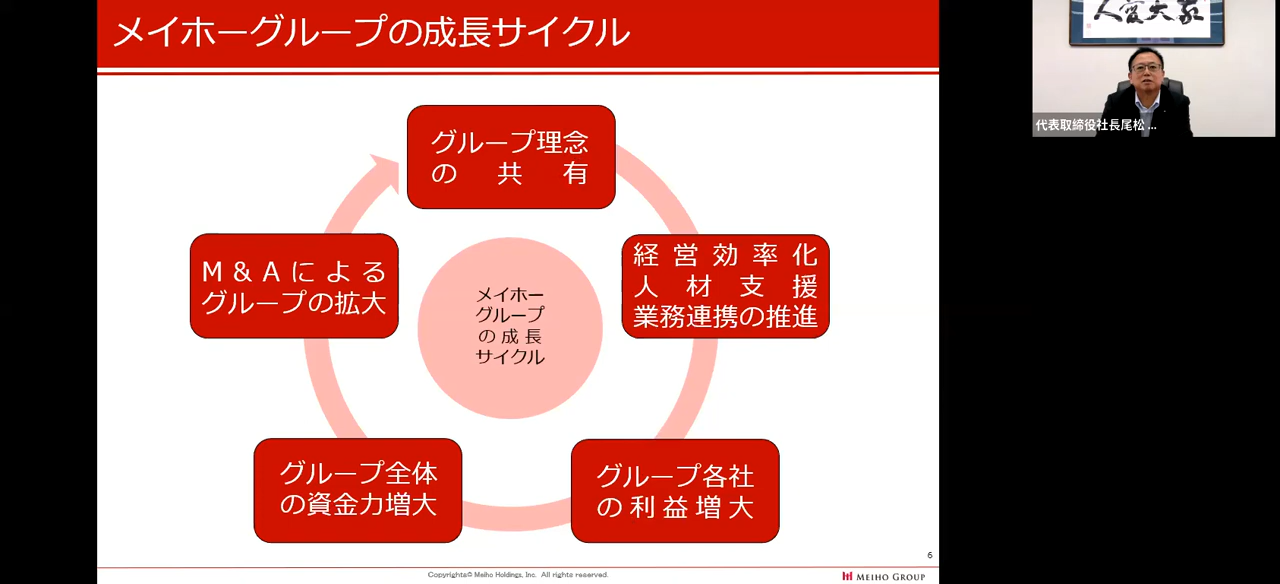 メイホーグループの成長サイクル
グループ理念
の共有
経営効率化
人材支援
業務連携の推進
M&Aによる
グループの拡大
メイホー
グループ
の成長
サイクル
グループ全体
の資金力増大
グループ各社
の利益増大
6
Copyrights© Meiho Holdings, Inc. All rights reserved.
MEIHO GROUP
代表取締役社長尾松 ...